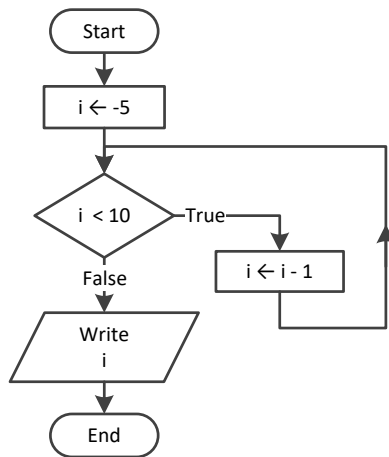 Start
i ← -5
i < 10
True
i ← i - 1
False
Write
i
End